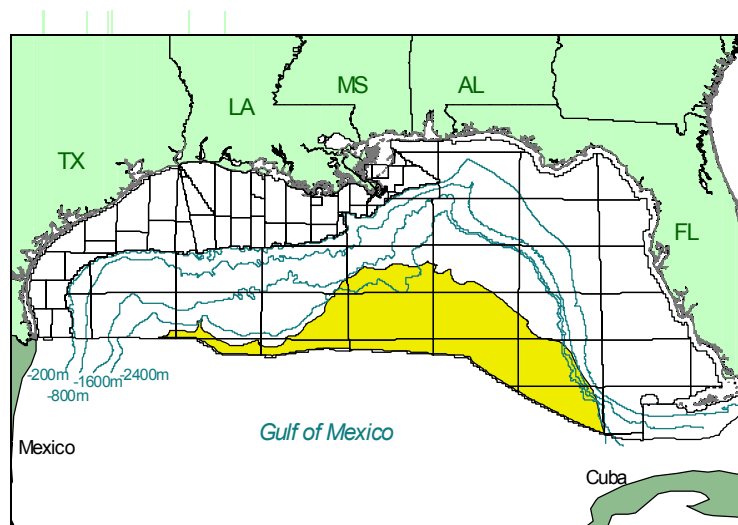 MS
AL
LA
TX
FL
-200m
-1600m
-2400m
-800m
Gulf of Mexico
Mexico
Cuba